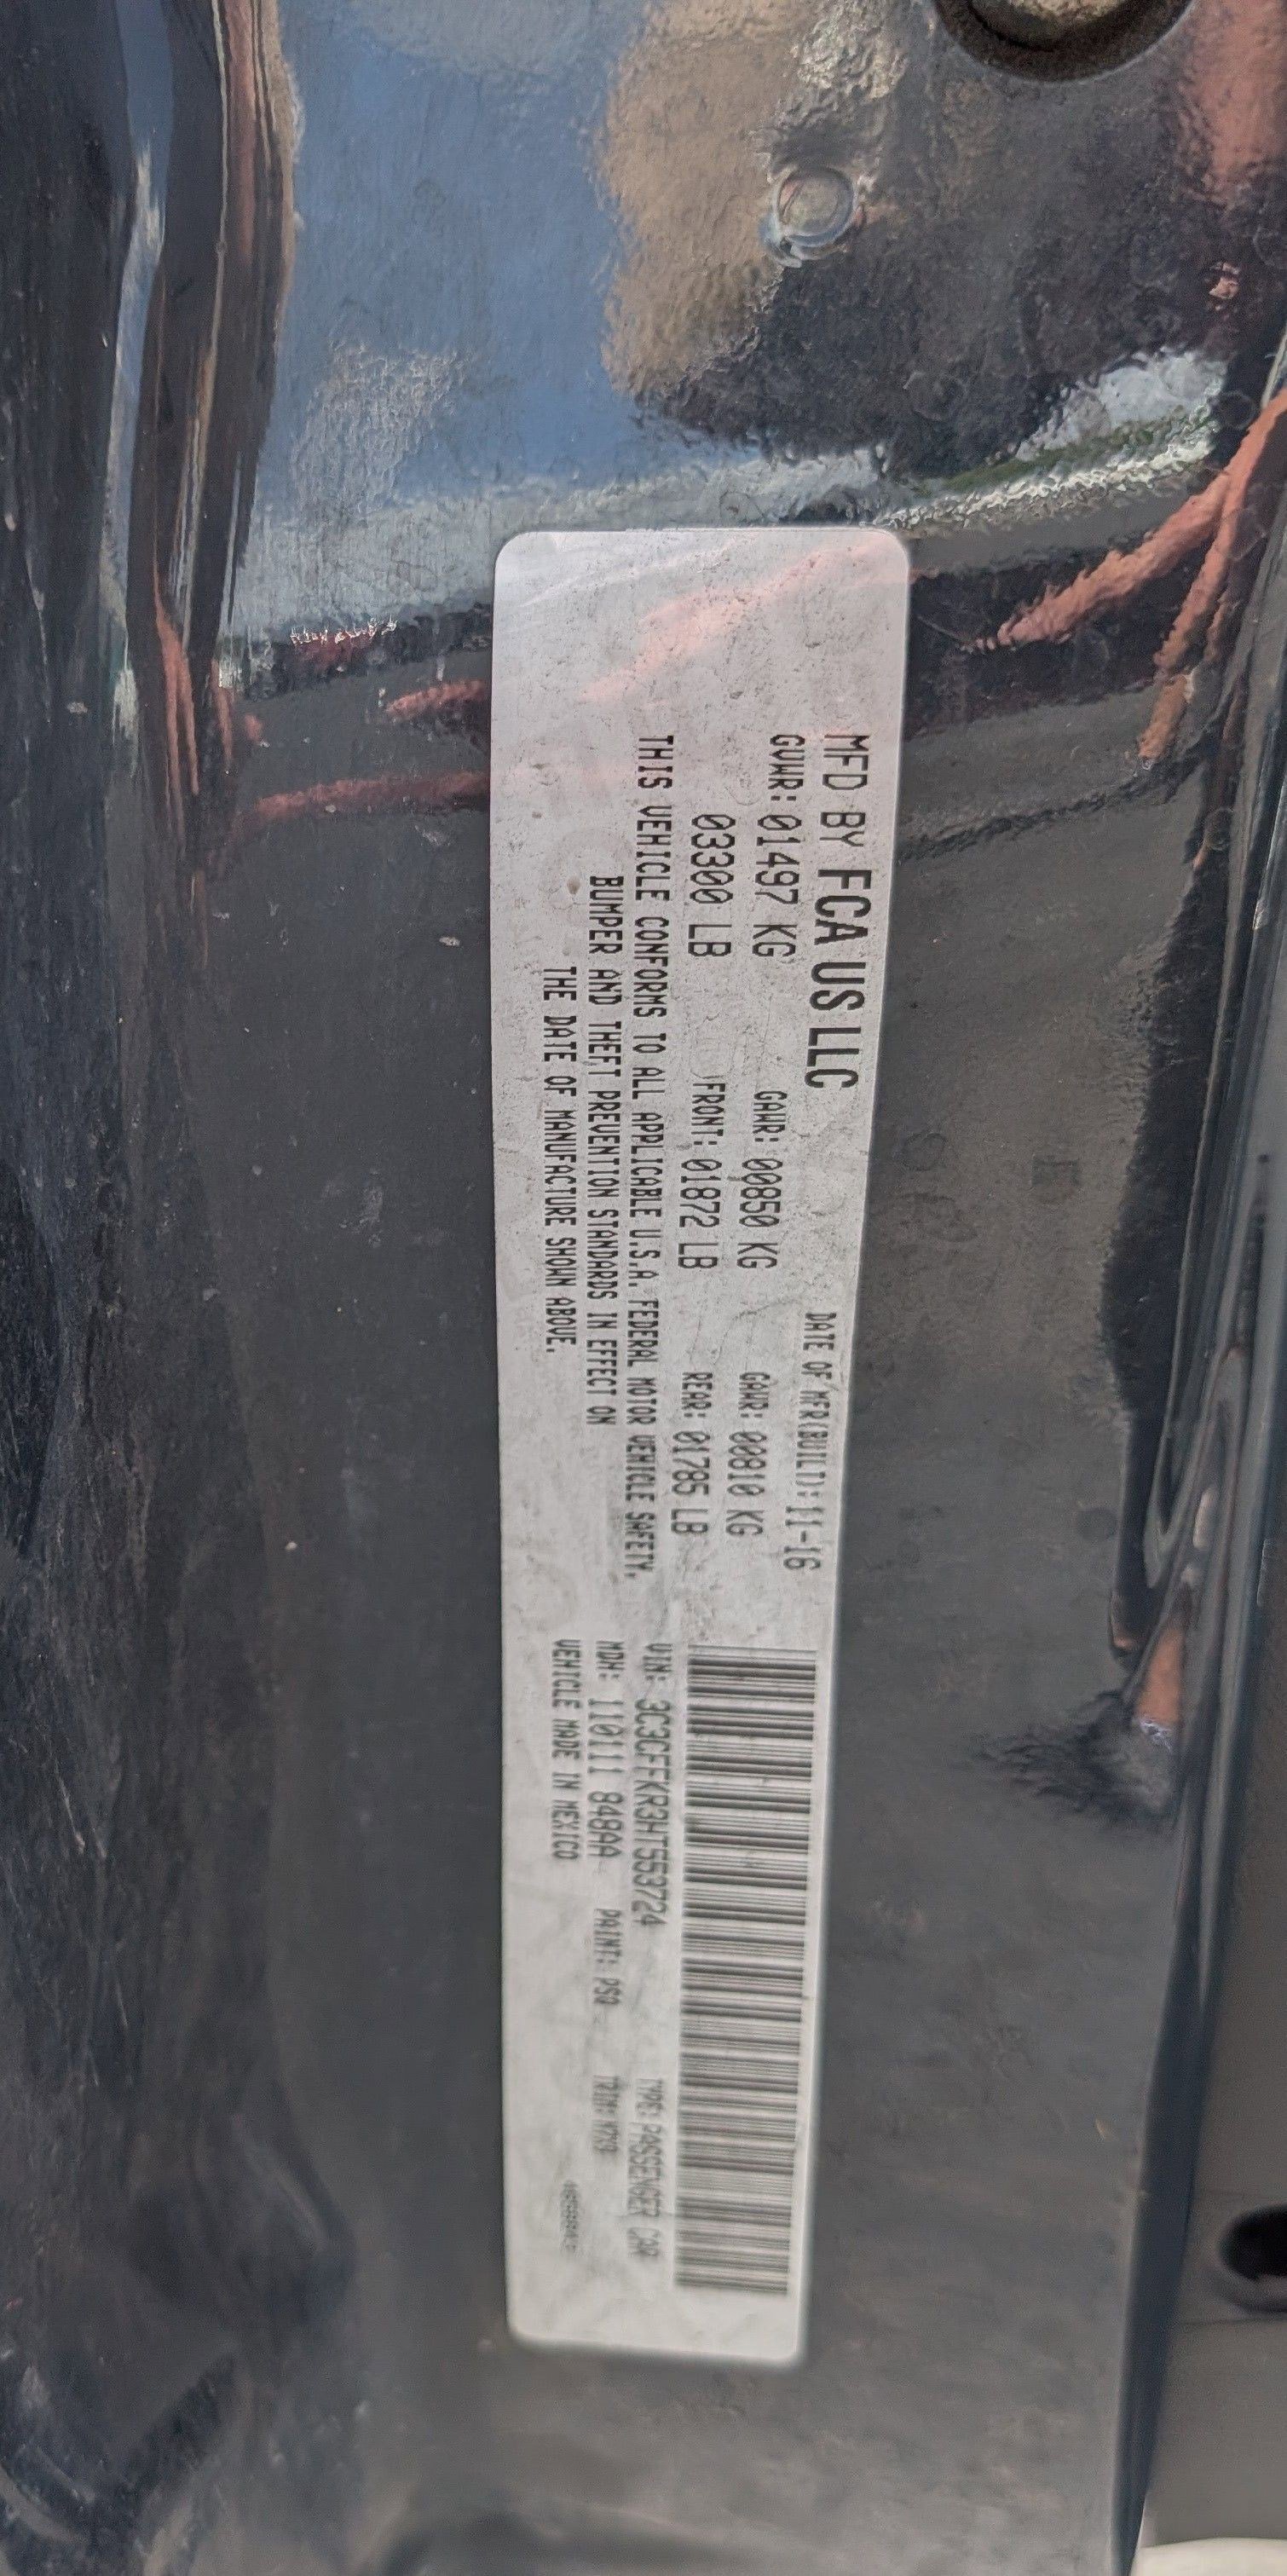 MFD BY FCA US LLC
DATE OF MFR(BUILT): 11-16
GVWR: 01497 KG
GAWR: 00850 KG
GAWR: 00810 KG
03300 LB
FRONT: 01872 LB
REAR: 01785 LB
THIS VEHICLE CONFORMS TO ALL APPLICABLE U.S.A. FEDERAL MOTOR VEHICLE SAFETY,
BUMPER AND THEFT PREVENTION STANDARDS IN EFFECT ON
THE DATE OF MANUFACTURE SHOWN ABOVE.
VIN: 3C3CFFKR3HT553724
TYPE: PASSENGER CAR
MDH: 110111 848AA
PAINT: PSQ
TRIM:
VEHICLE MADE IN MEXICO